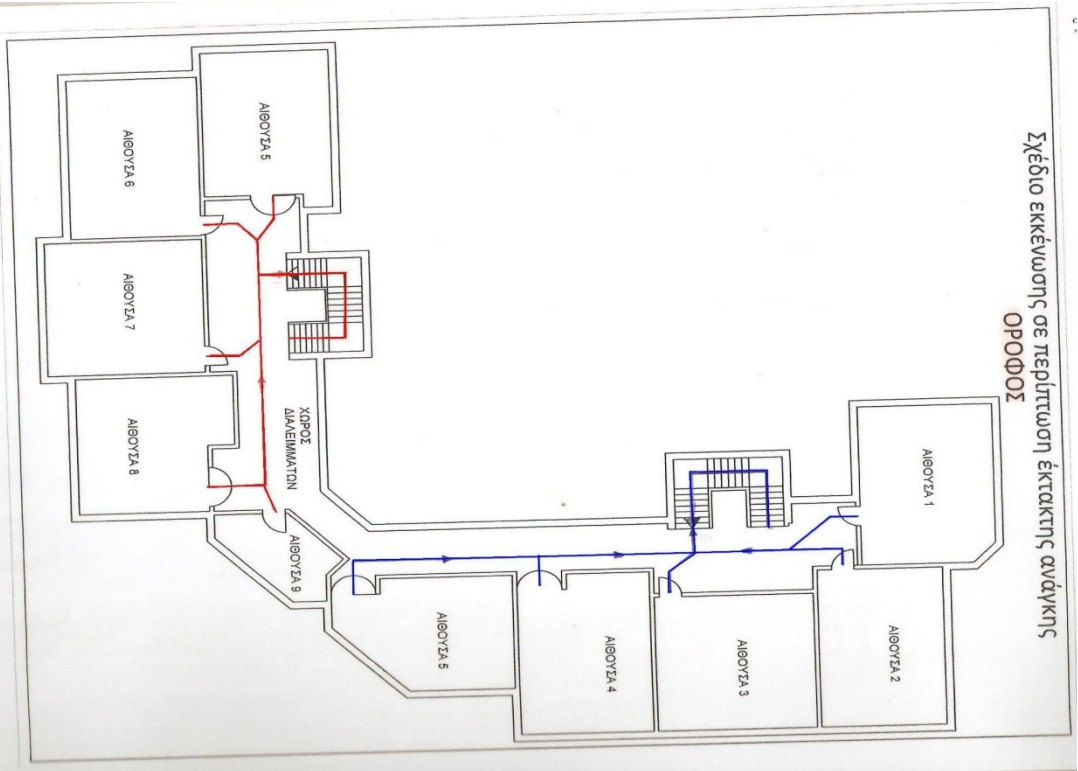 Σχέδιο εκκένωσης σε περίπτωση έκτακτης ανάγκης
ΟΡΟΦΟΣ
ΑΙΘΟΥΣΑ 1
ΑΙΘΟΥΣΑ 2
ΑΙΘΟΥΣΑ 3
ΑΙΘΟΥΣΑ 4
ΑΙΘΟΥΣΑ 5
ΑΙΘΟΥΣΑ 9
ΧΩΡΟΣ
ΔΙΑΛΕΙΜΜΑΤΩΝ
ΑΙΘΟΥΣΑ 8
ΑΙΘΟΥΣΑ 7
ΑΙΘΟΥΣΑ 6
ΑΙΘΟΥΣΑ 5